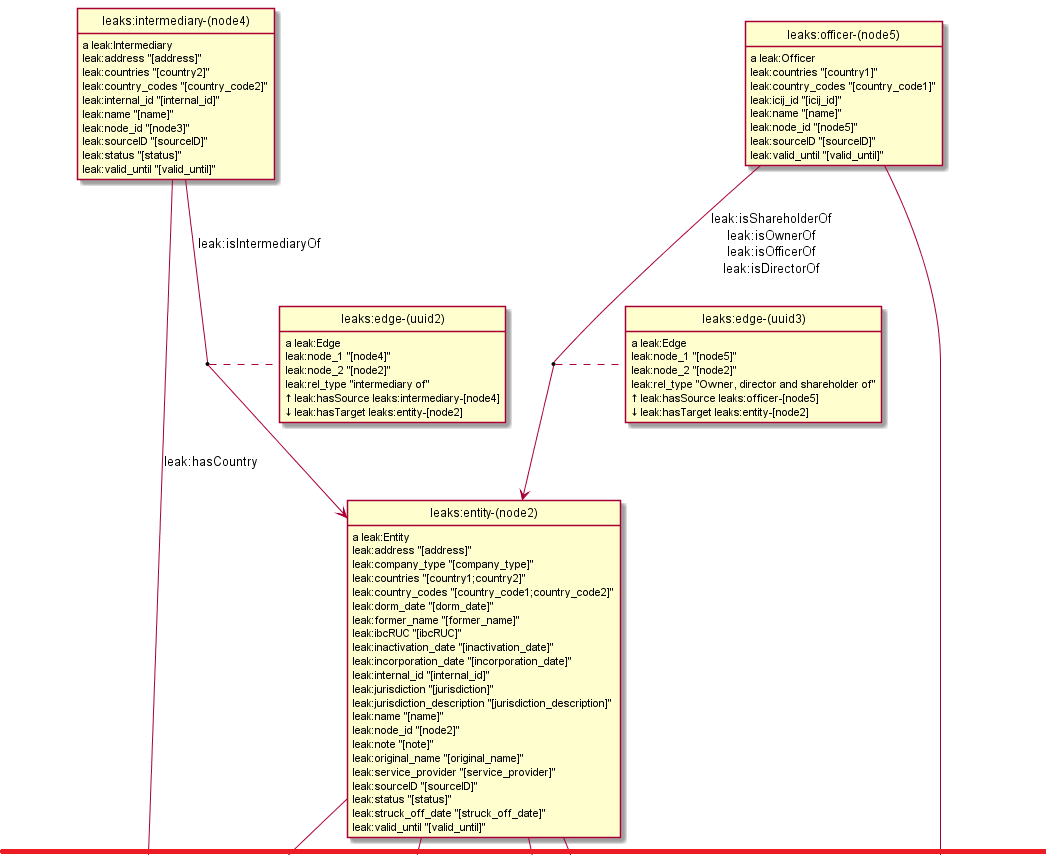 leaks:intermediary-(node4)
a leak:Intermediary
leak:address "[address]"
leak:countries "[country2]"
leak:country_codes "[country_code2]"
leak:internal_id "[internal_id]"
leak:name "[name]"
leak:node_id "[node3]"
leak:sourceID "[sourceID]"
leak:status "[status]"
leak:valid_until "[valid_until]"
leaks:officer-(node5)
a leak:Officer
leak:countries "[country1]"
leak:country_codes "[country_code1]"
leak:icij_id "[icij_id]"
leak:name "[name]"
leak:node_id "[node5]"
leak:sourceID "[sourceID]"
leak:valid_until "[valid_until]"
leak:isIntermediaryOf
leak:isShareholderOf
leak:isOwnerOf
leak:isOfficerOf
leak:isDirectorOf
leaks:edge-(uuid2)
a leak:Edge
leak:node_1 "[node4]"
leak:node_2 "[node2]"
leak:rel_type "intermediary of"
↑leak:hasSource leaks:intermediary-[node4]
↓leak:hasTarget leaks:entity-[node2]
leaks:edge-(uuid3)
a leak:Edge
leak:node_1 "[node5]"
leak:node_2 "[node2]"
leak:rel_type "Owner, director and shareholder of"
↑leak:hasSource leaks:officer-[node5]
↓leak:hasTarget leaks:entity-[node2]
leak:hasCountry
leaks:entity-(node2)
a leak:Entity
leak:address "[address]"
leak:company_type "[company_type]"
leak:countries "[country1;country2]"
leak:country_codes "[country_code1;country_code2]"
leak:dorm_date "[dorm_date]"
leak:former_name "[former_name]"
leak:ibcRUC "[ibcRUC]"
leak:inactivation_date "[inactivation_date]"
leak:incorporation_date "[incorporation_date]"
leak:internal_id "[internal_id]"
leak:jurisdiction "[jurisdiction]"
leak:jurisdiction_description "[jurisdiction_description]"
leak:name "[name]"
leak:node_id "[node2]"
leak:note "[note]"
leak:original_name "[original_name]"
leak:service_provider "[service_provider]"
leak:sourceID "[sourceID]"
leak:status "[status]"
leak:struck_off_date "[struck_off_date]"
leak:valid_until "[valid_until]"